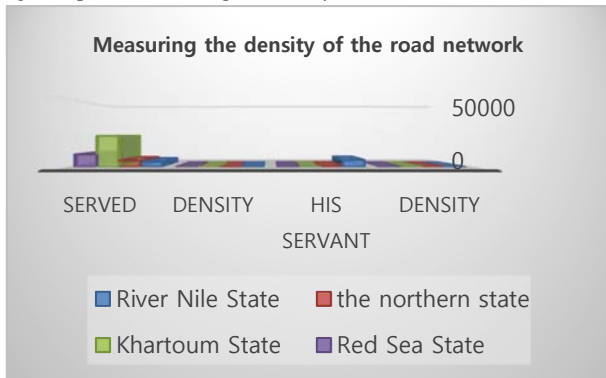 Measuring the density of the road network
50000
0
SERVED DENSITY HIS SERVANT DENSITY
River Nile State the northern state
Khartoum State Red Sea State